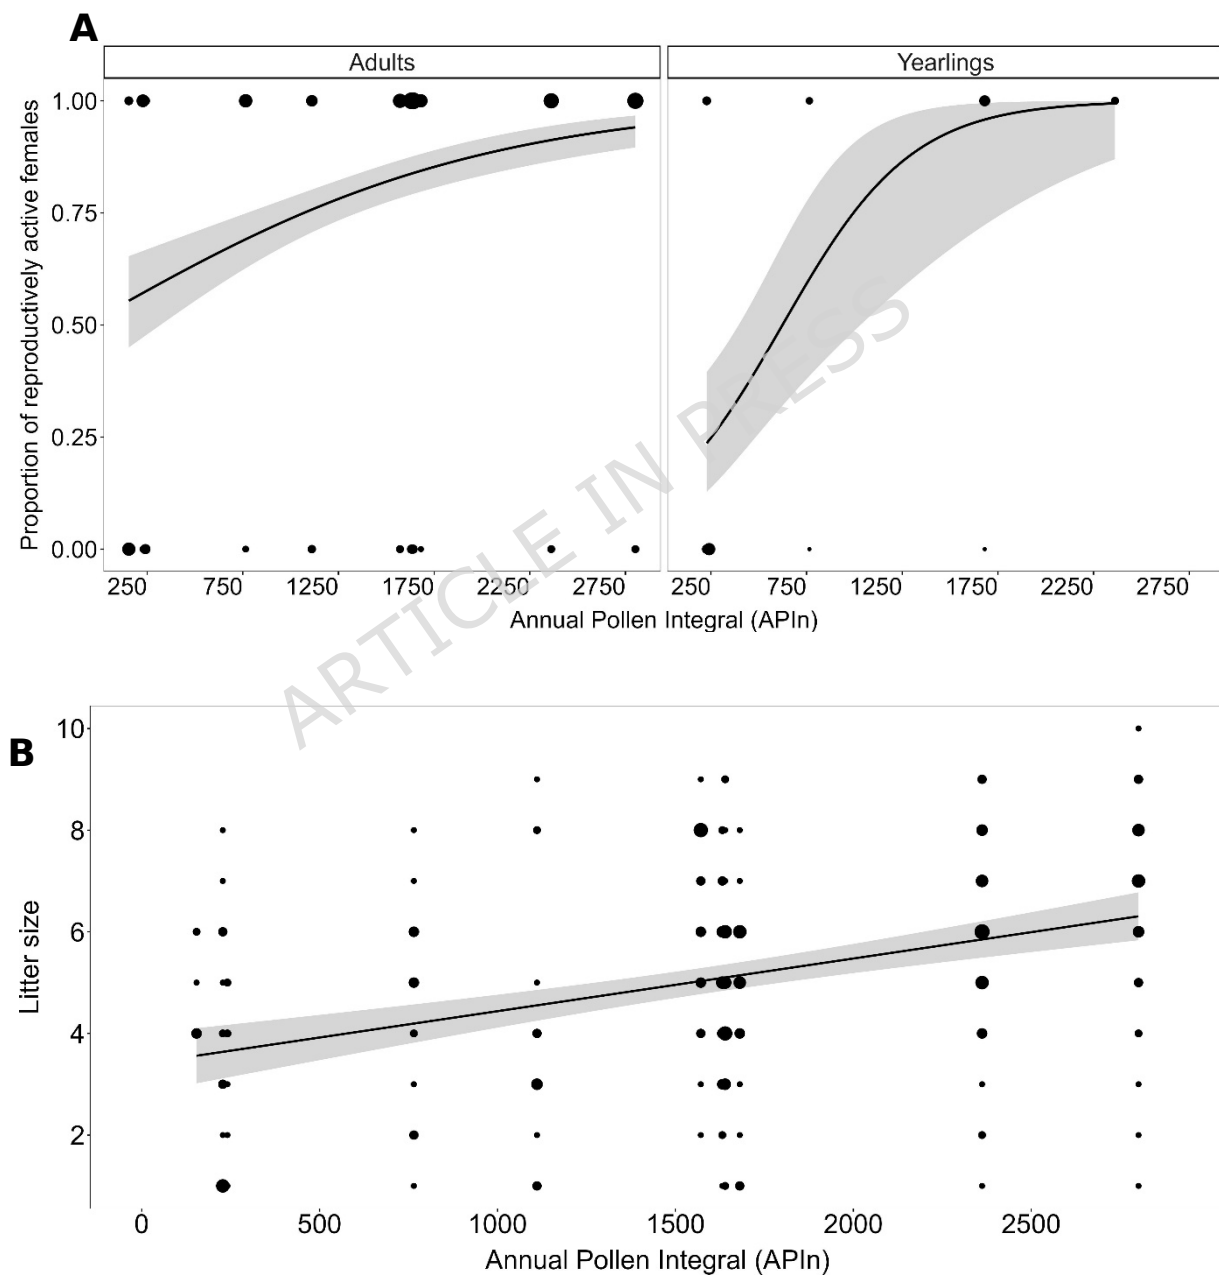 A
Adults
Yearlings
Proportion of reproductively active females
1.00
0.75
0.50
0.25
0.00
250 750 1250 1750 2250 2750
250 750 1250 1750 2250 2750
Annual Pollen Integral (APIn)
ARTICLE IN PRESS
B
Litter size
10
8
6
4
2
0 500 1000 1500 2000 2500
Annual Pollen Integral (APIn)